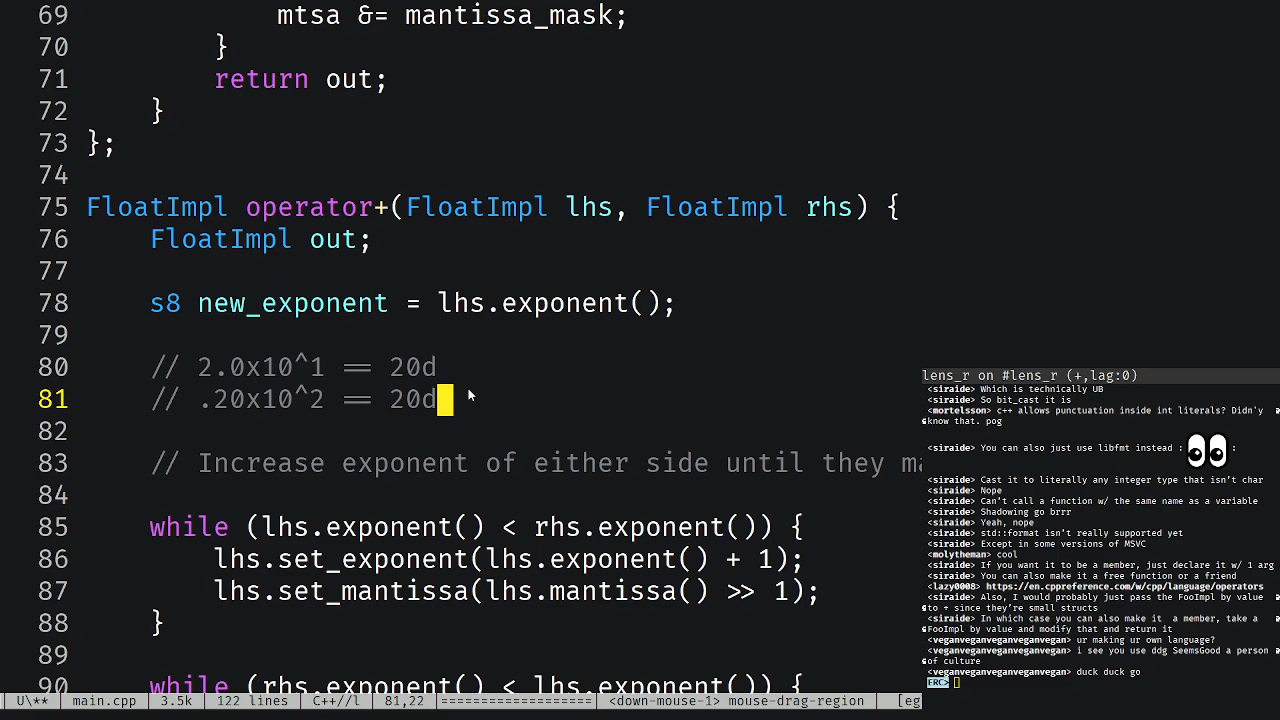 69 mtsa &= mantissa_mask;
70 }
71 return out;
72 }
73 };
74
75 FloatImpl operator+(FloatImpl lhs, FloatImpl rhs) {
76 FloatImpl out;
77
78 s8 new_exponent = lhs.exponent();
79
80 // 2.0x10^1 == 20d
81 // .20x10^2 == 20d
82
83 // Increase exponent of either side until they ma
84
85 while (lhs.exponent() < rhs.exponent()) {
86 lhs.set_exponent(lhs.exponent() + 1);
87 lhs.set_mantissa(lhs.mantissa() >> 1);
88 }
89
90 while (rhs.exponent() < lhs.exponent()) {
U\** main.cpp 3.5k 122 lines C++//l 81,22 ==================== <down-mouse-1> mouse-drag-region [eg
lens_r on #lens_r (+,lag:0)
<siraide> Which is technically UB
<siraide> So bit_cast it is
<mortelsson> c++ allows punctuation inside int literals? Didn'y
know that. pog
<siraide> You can also just use libfmt instead : :
<siraide> Cast it to literally any integer type that isn't char
<siraide> Nope
<siraide> Can't call a function w/ the same name as a variable
<siraide> Shadowing go brrr
<siraide> Yeah, nope
<siraide> std::format isn't really supported yet
<siraide> Except in some versions of MSVC
<molytheman> cool
<siraide> If you want it to be a member, just declare it w/ 1 arg
<siraide> You can also make it a free function or a friend
<lazy0008> https://en.cppreference.com/w/cpp/language/operators
<siraide> Also, I would probably just pass the FooImpl by value
to + since they're small structs
<siraide> In which case you can also make it a member, take a
FooImpl by value and modify that and return it
<veganveganveganveganvegan> ur making ur own language?
<veganveganveganveganvegan> i see you use ddg SeemsGood a person
of culture
<veganveganveganveganvegan> duck duck go
ERC>